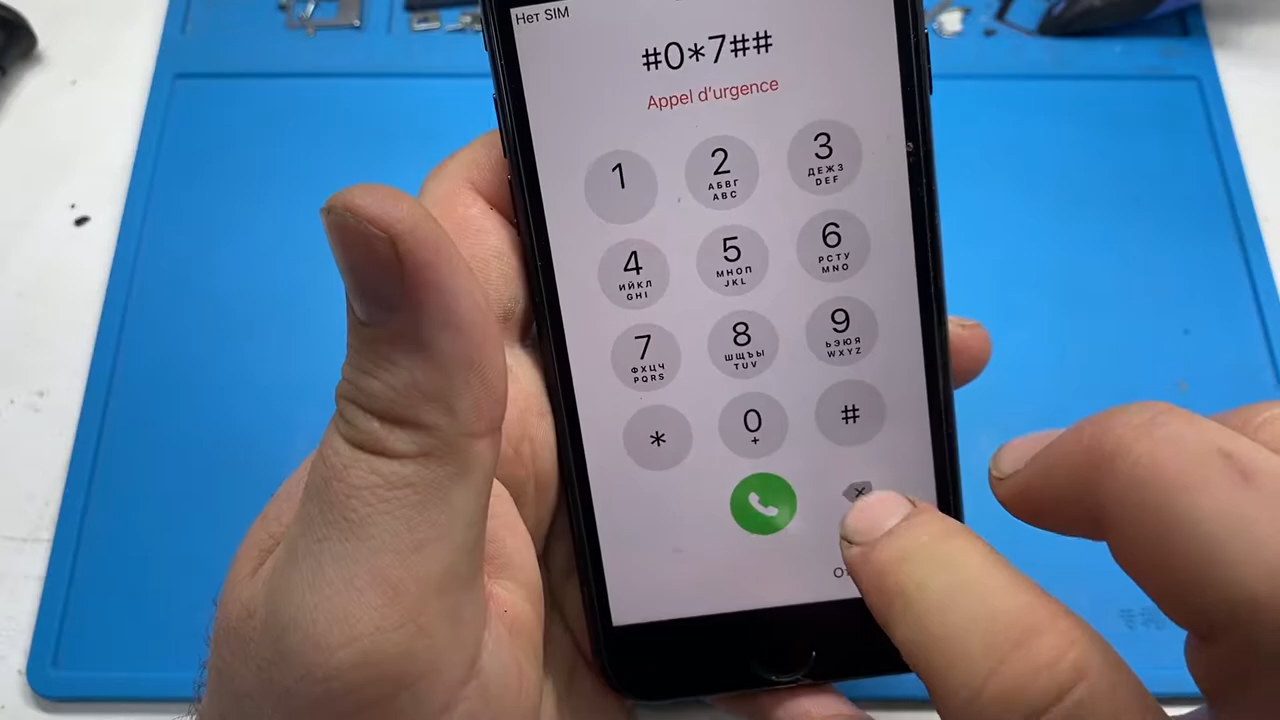 Нет SIM
#0*7##
Appel d'urgence
1
2
АБВГ
ABC
3
ДЕЖЗ
DEF
4
ИЙКЛ
GHI
5
МНОП
JKL
6
РСТУ
MNO
7
ФХЦЧ
PQRS
8
ШЩЪЫ
TUV
9
ЬЭЮЯ
WXYZ
*
0
+
#